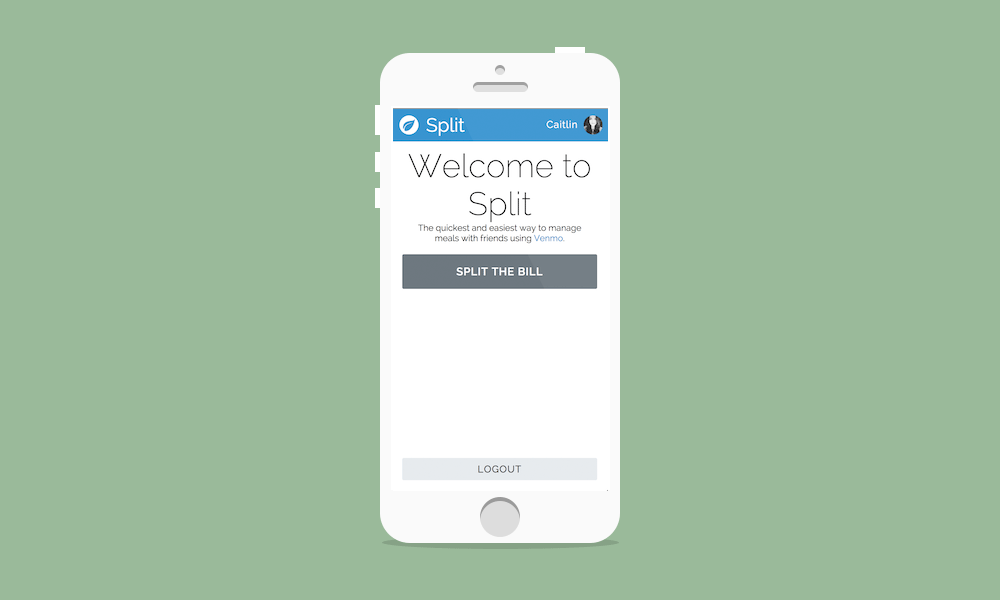 Split
Caitlin
Welcome to
Split
The quickest and easiest way to manage
meals with friends using Venmo.
SPLIT THE BILL
LOGOUT